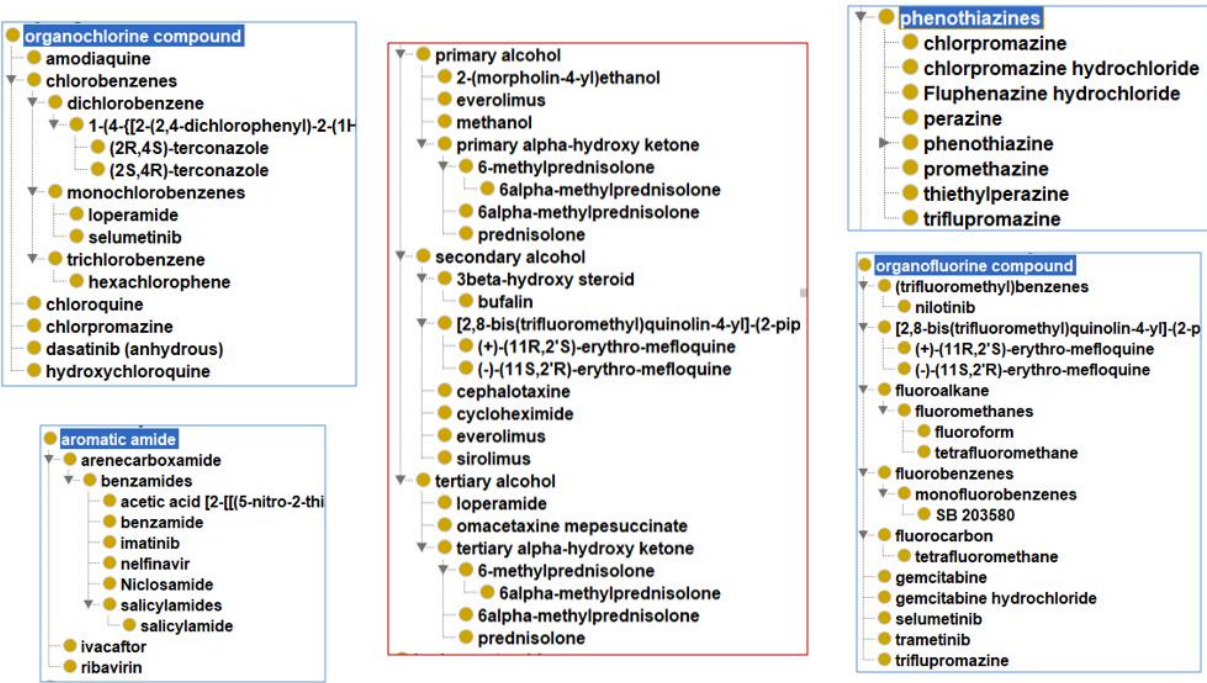 organochlorine compound
amodiaquine
chlorobenzenes
dichlorobenzene
1-(4-{[2-(2,4-dichlorophenyl)-2-(1H
(2R,4S)-terconazole
(2S,4R)-terconazole
monochlorobenzenes
loperamide
selumetinib
trichlorobenzene
hexachlorophene
chloroquine
chlorpromazine
dasatinib (anhydrous)
hydroxychloroquine
aromatic amide
arenecarboxamide
benzamides
acetic acid [2-[[(5-nitro-2-thi
benzamide
imatinib
nelfinavir
Niclosamide
salicylamides
salicylamide
ivacaftor
ribavirin
primary alcohol
2-(morpholin-4-yl)ethanol
everolimus
methanol
primary alpha-hydroxy ketone
6-methylprednisolone
6alpha-methylprednisolone
6alpha-methylprednisolone
prednisolone
secondary alcohol
3beta-hydroxy steroid
bufalin
[2,8-bis(trifluoromethyl)quinolin-4-yl]-(2-pip
(+)-(11R,2'S)-erythro-mefloquine
(-)-(11S,2'R)-erythro-mefloquine
cephalotaxine
cycloheximide
everolimus
sirolimus
tertiary alcohol
loperamide
omacetaxine mepesuccinate
tertiary alpha-hydroxy ketone
6-methylprednisolone
6alpha-methylprednisolone
6alpha-methylprednisolone
prednisolone
phenothiazines
chlorpromazine
chlorpromazine hydrochloride
Fluphenazine hydrochloride
perazine
phenothiazine
promethazine
thiethylperazine
triflupromazine
organofluorine compound
(trifluoromethyl)benzenes
nilotinib
[2,8-bis(trifluoromethyl)quinolin-4-yl]-(2-p
(+)-(11R,2'S)-erythro-mefloquine
(-)-(11S,2'R)-erythro-mefloquine
fluoroalkane
fluoromethanes
fluoroform
tetrafluoromethane
fluorobenzenes
monofluorobenzenes
SB 203580
fluorocarbon
tetrafluoromethane
gemcitabine
gemcitabine hydrochloride
selumetinib
trametinib
triflupromazine